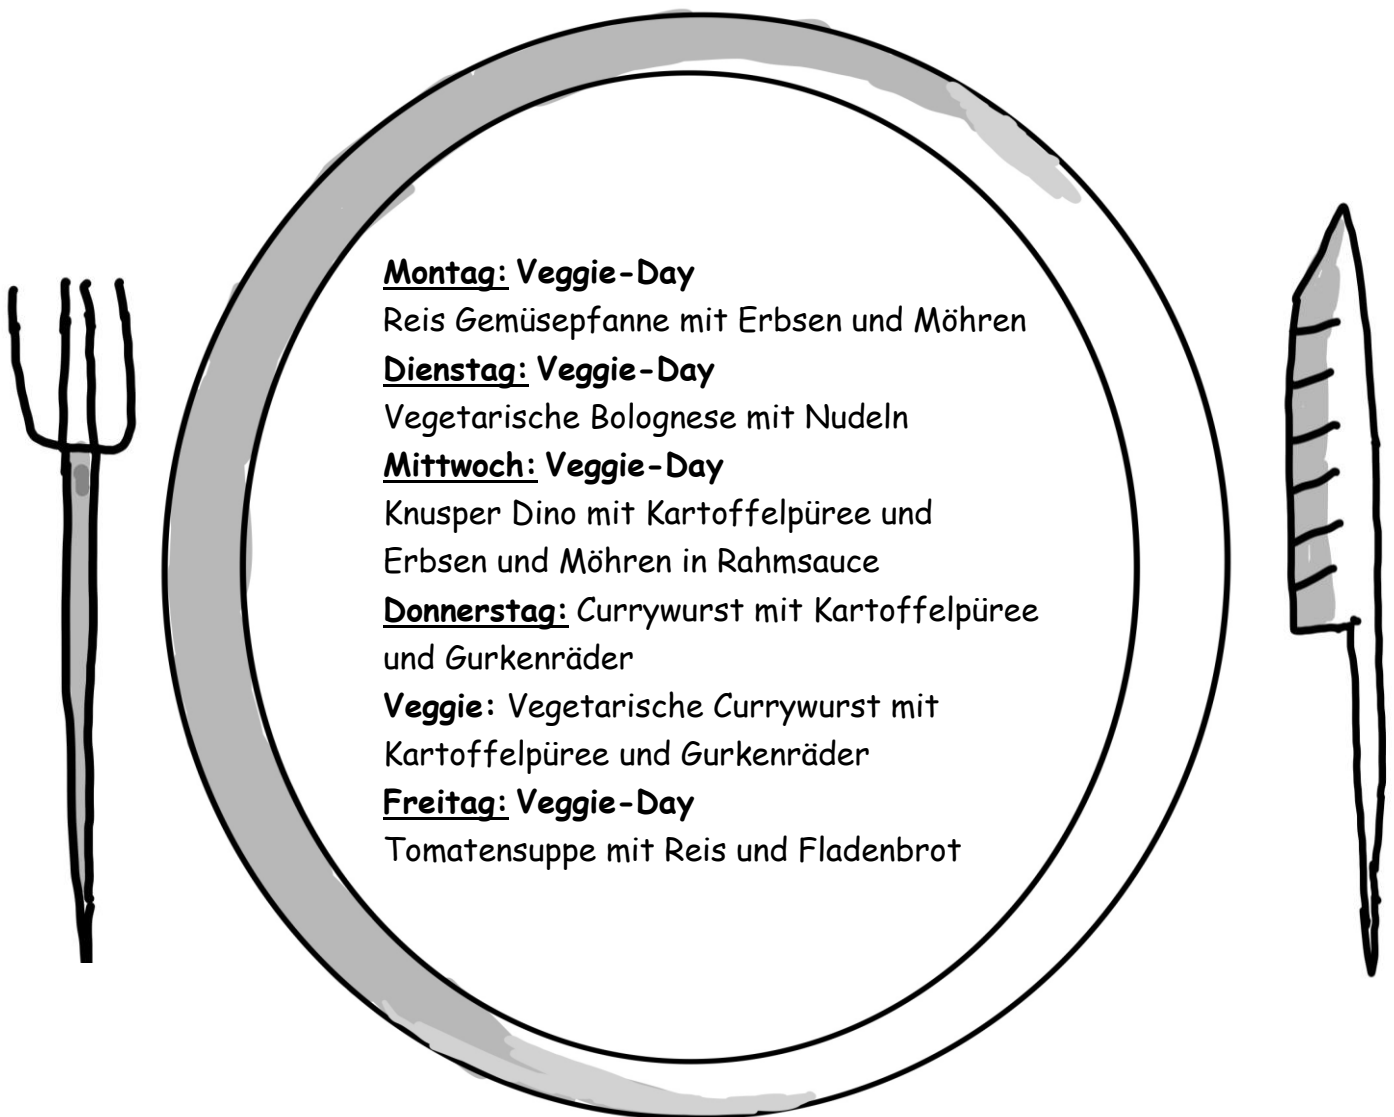 Montag: Veggie-Day
Reis Gemüsepfanne mit Erbsen und Möhren
Dienstag: Veggie-Day
Vegetarische Bolognese mit Nudeln
Mittwoch: Veggie-Day
Knusper Dino mit Kartoffelpüree und
Erbsen und Möhren in Rahmsauce
Donnerstag: Currywurst mit Kartoffelpüree
und Gurkenräder
Veggie: Vegetarische Currywurst mit
Kartoffelpüree und Gurkenräder
Freitag: Veggie-Day
Tomatensuppe mit Reis und Fladenbrot